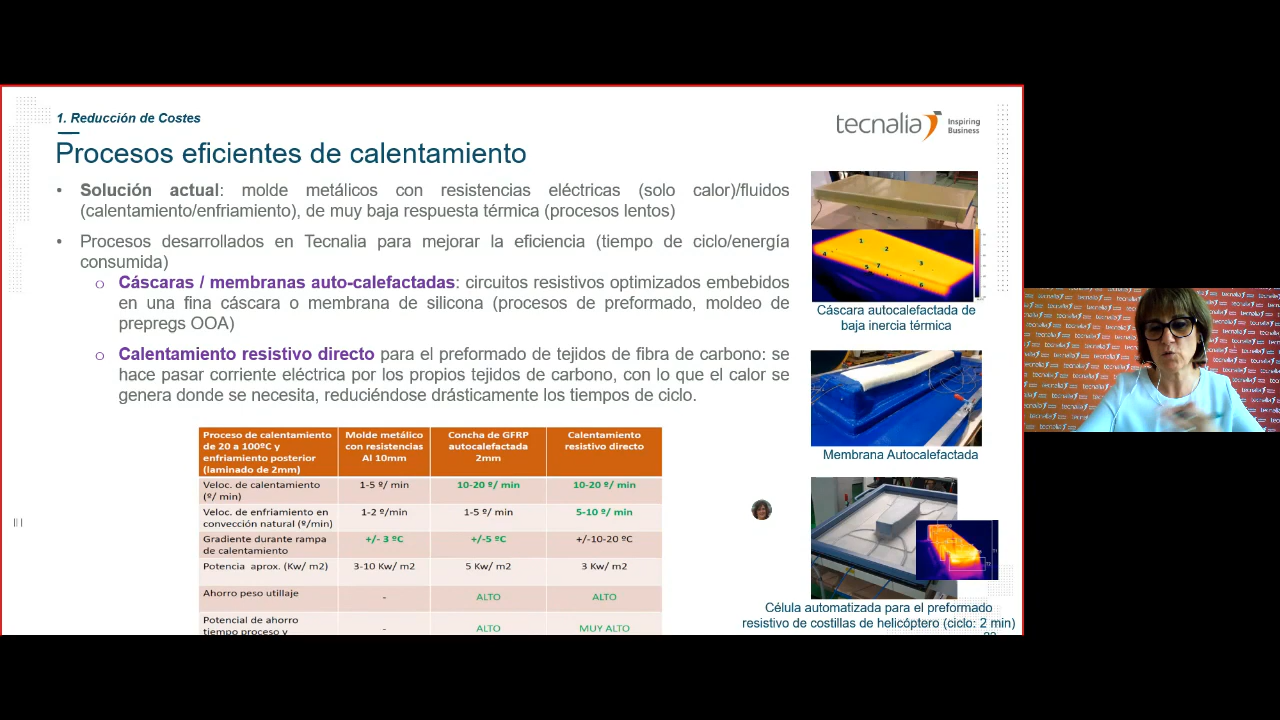 1. Reducción de Costes
tecnalia
Inspiring
Business
Procesos eficientes de calentamiento
• Solución actual: molde metálicos con resistencias eléctricas (solo calor)/fluidos
(calentamiento/enfriamiento), de muy baja respuesta térmica (procesos lentos)
• Procesos desarrollados en Tecnalia para mejorar la eficiencia (tiempo de ciclo/energía
consumida)
o Cáscaras / membranas auto-calefactadas: circuitos resistivos optimizados embebidos
en una fina cáscara o membrana de silicona (procesos de preformado, moldeo de
prepregs OOA)
o Calentamiento resistivo directo para el preformado de tejidos de fibra de carbono: se
hace pasar corriente eléctrica por los propios tejidos de carbono, con lo que el calor se
genera donde se necesita, reduciéndose drásticamente los tiempos de ciclo.
Proceso de calentamiento
de 20 a 100ºC y
enfriamiento posterior
(laminado de 2mm)
Molde metálico
con resistencias
Al 10mm
Concha de GFRP
autocalefactada
2mm
Calentamiento
resistivo directo
Veloc. de calentamiento
(º/ min)
1-5 º/ min
10-20 º/ min
10-20 º/ min
Veloc. de enfriamiento en
convección natural (º/min)
1-2 º/min
1-5 º/ min
5-10 º/ min
Gradiente durante rampa
de calentamiento
+/- 3 ºC
+/-5 ºC
+/-10-20 ºC
Potencia aprox. (Kw/ m2)
3-10 Kw/ m2
5 Kw/ m2
3 Kw/ m2
Ahorro peso utillaje
-
ALTO
ALTO
Potencial de ahorro
tiempo proceso y
-
ALTO
MUY ALTO
Cáscara autocalefactada de
baja inercia térmica
Membrana Autocalefactada
Célula automatizada para el preformado
resistivo de costillas de helicóptero (ciclo: 2 min)